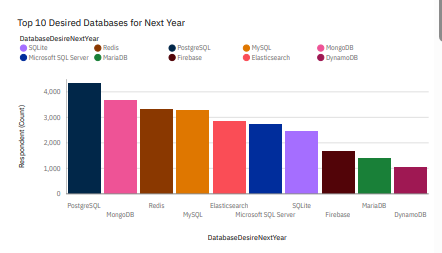 Top 10 Desired Databases for Next Year
DatabaseDesireNextYear
SQLite Redis PostgreSQL MySQL MongoDB
Microsoft SQL Server MariaDB Firebase Elasticsearch DynamoDB
Respondent (Count)
4,000
3,000
2,000
1,000
0
PostgreSQL Redis Elasticsearch SQLite MariaDB
MongoDB MySQL Microsoft SQL Server Firebase DynamoDB
DatabaseDesireNextYear